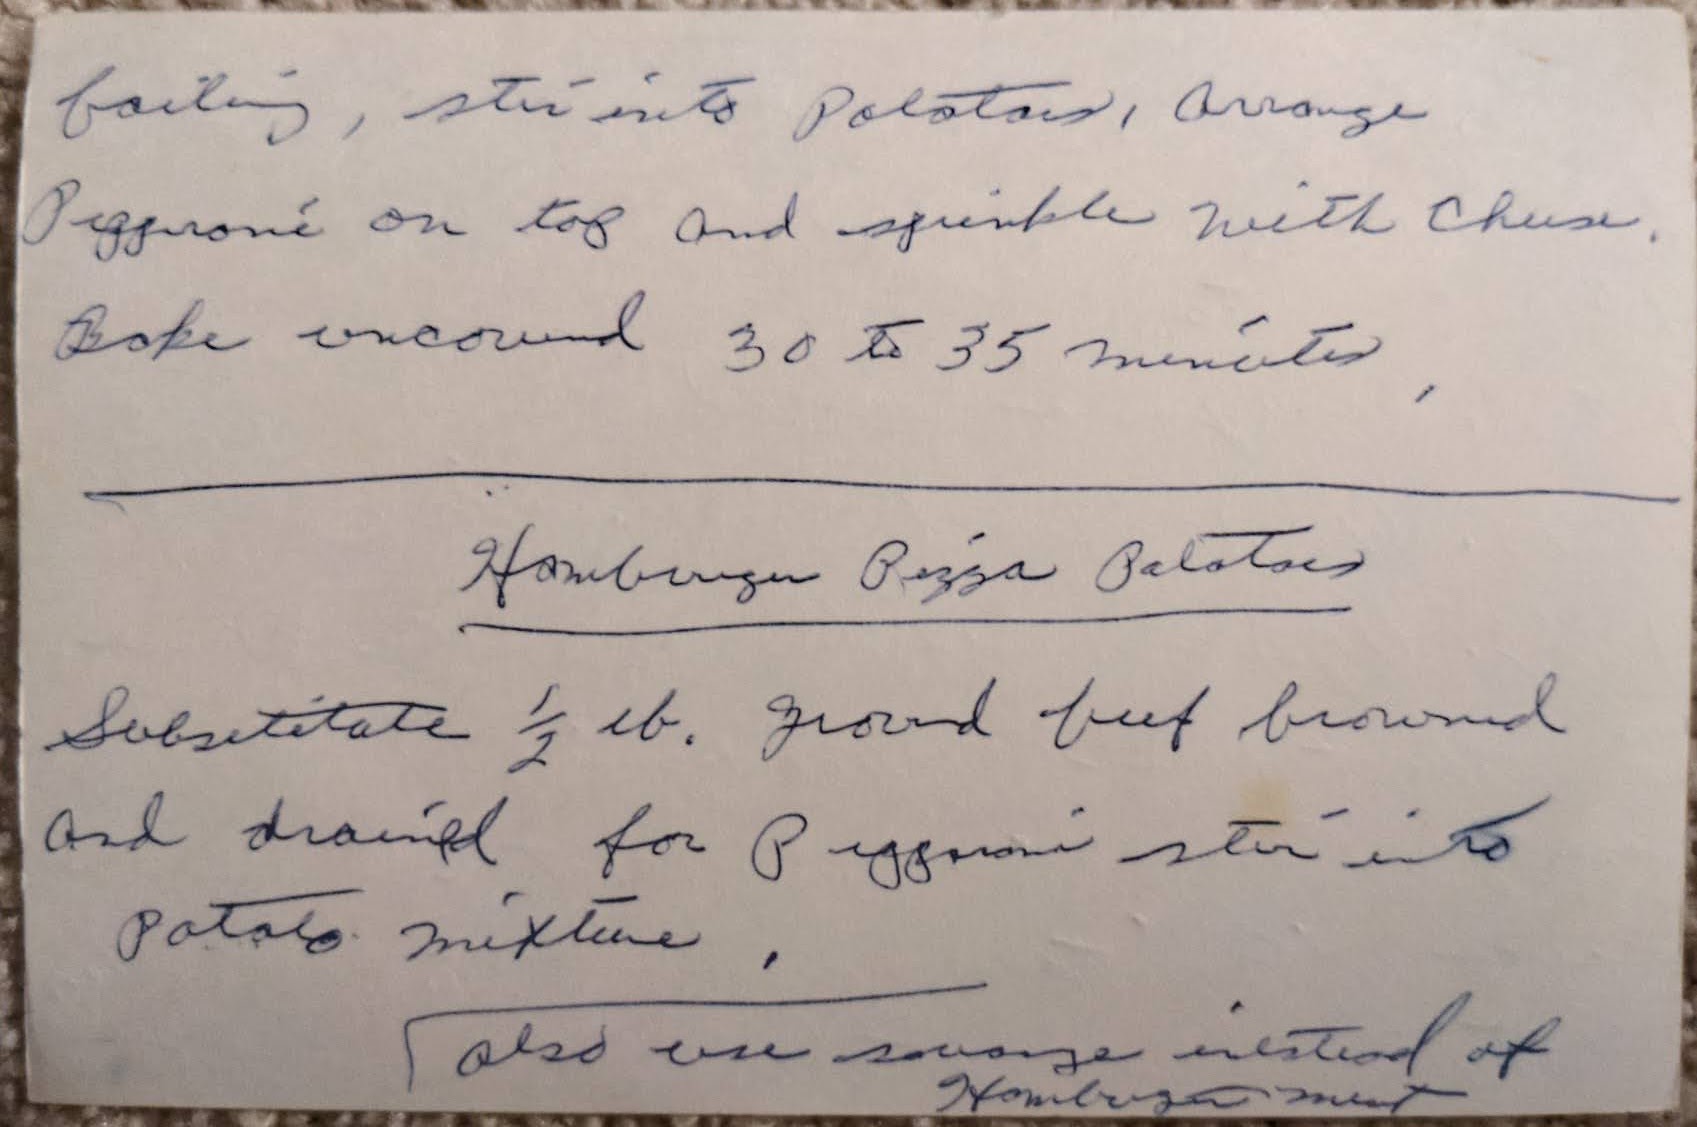 boiling, stir into Potatoes, Arrange
Pepperoni on top and sprinkle with Cheese.
Bake uncovered 30 to 35 minutes,
Hamburger Pizza Potatoes
Substitute 1/2 lb. ground beef browned
and drained for Pepperoni stir into
Potato mixture,
also use sausage instead of
Hamburger meat